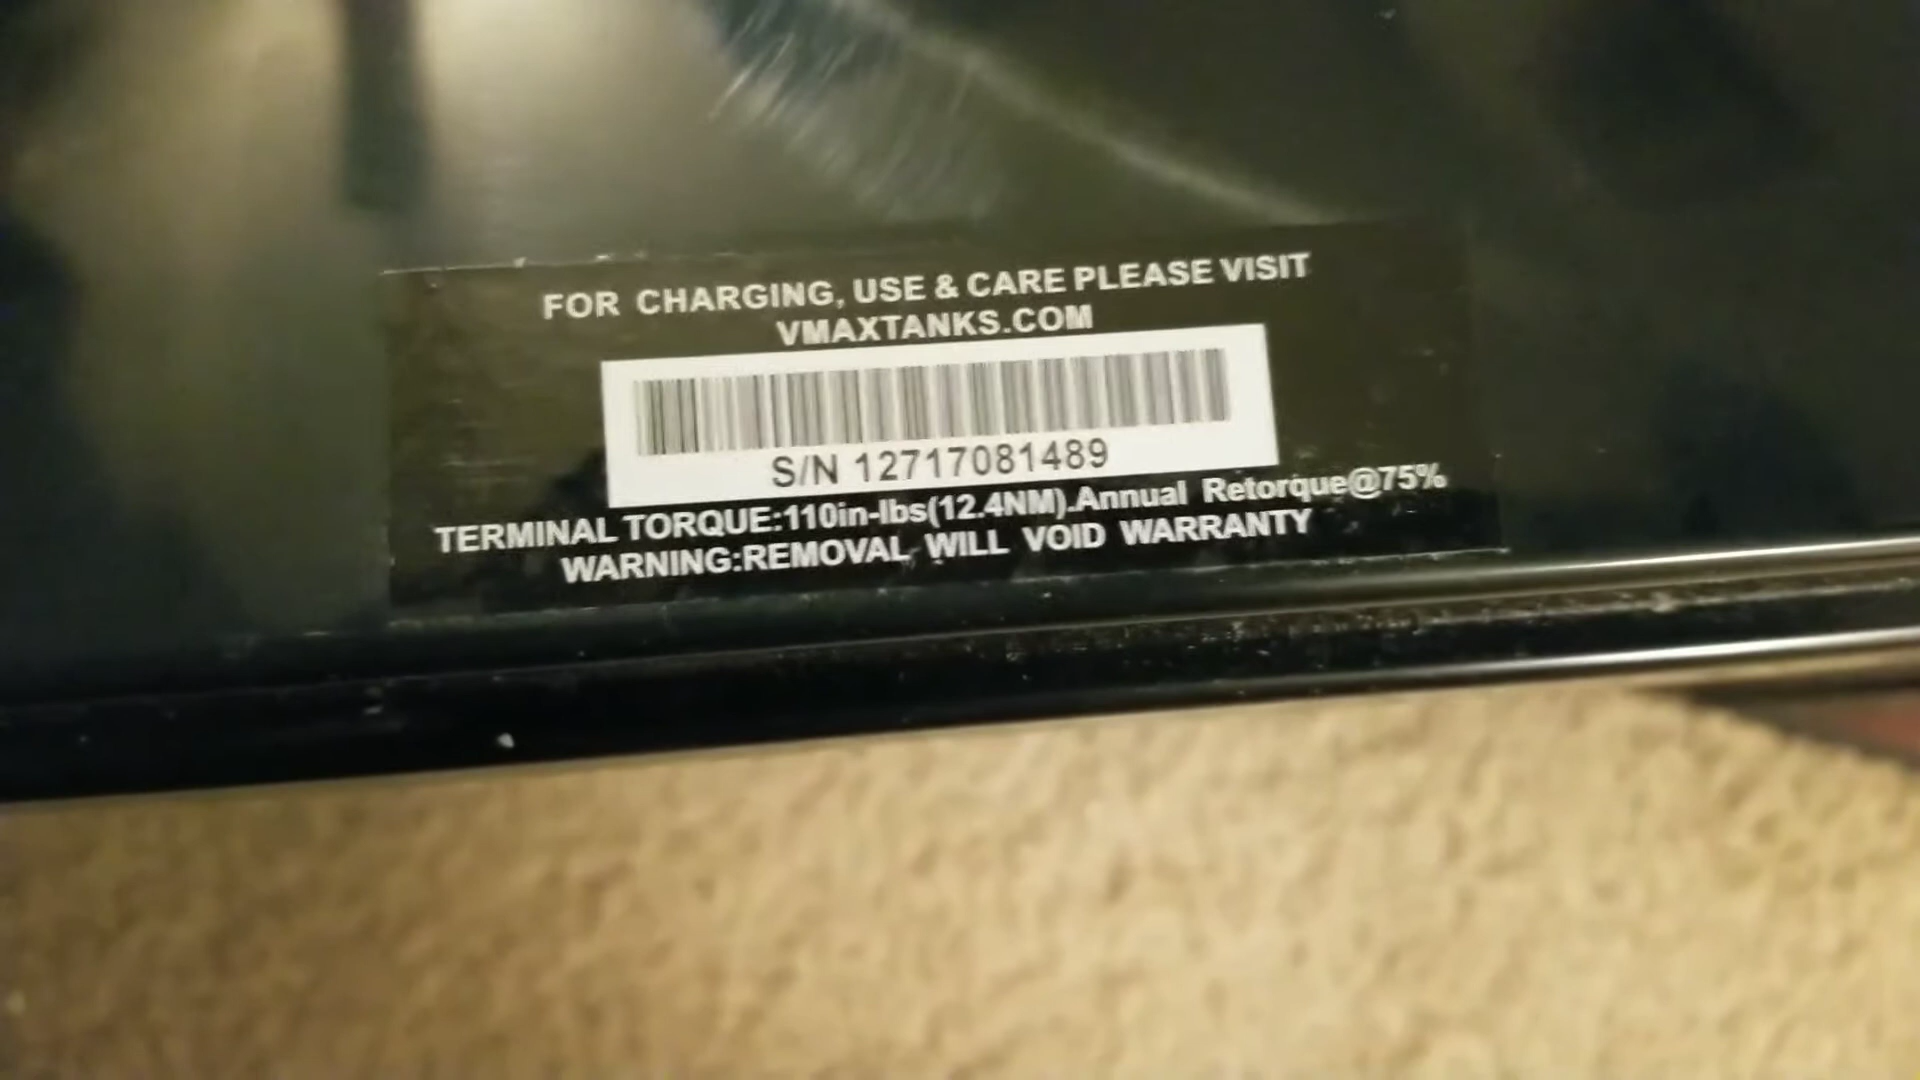 FOR CHARGING, USE & CARE PLEASE VISIT
VMAXTANKS.COM
S/N 12717081489
TERMINAL TORQUE:110in-lbs(12.4NM).Annual Retorque@75%
WARNING:REMOVAL WILL VOID WARRANTY